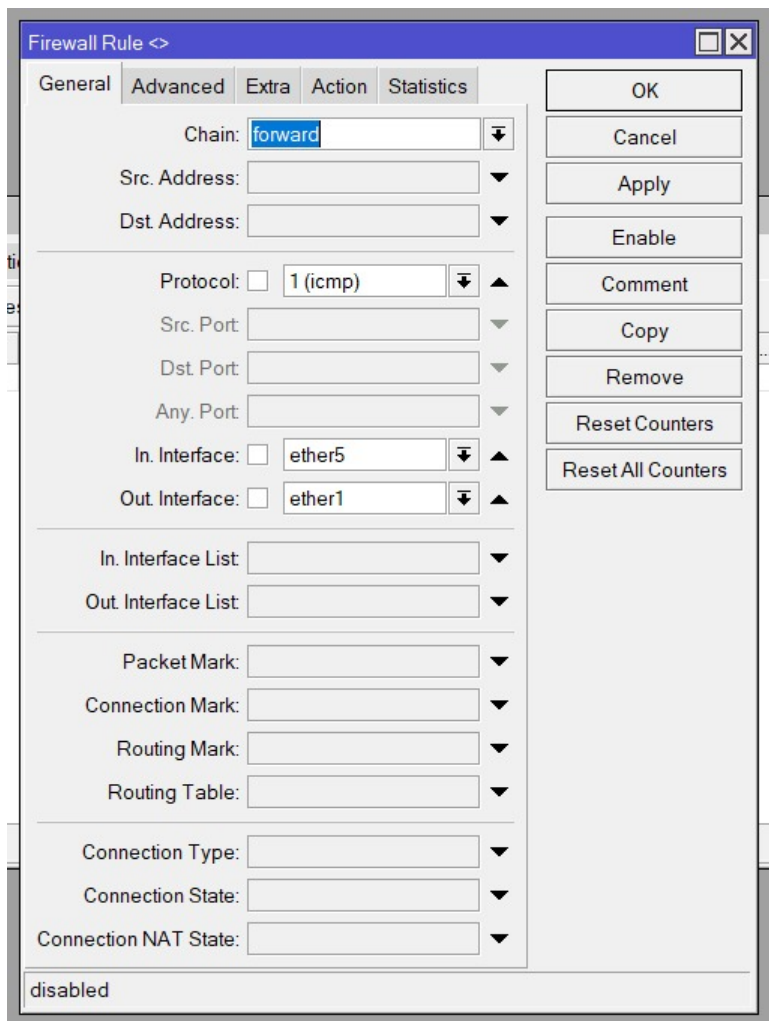 Firewall Rule <>
General Advanced Extra Action Statistics
OK
Chain: forward
Cancel
Src. Address:
Apply
Dst. Address:
Enable
Protocol: 1 (icmp)
Comment
Src. Port:
Copy
Dst. Port:
Remove
Any. Port:
Reset Counters
In. Interface: ether5
Reset All Counters
Out. Interface: ether1
In. Interface List:
Out. Interface List:
Packet Mark:
Connection Mark:
Routing Mark:
Routing Table:
Connection Type:
Connection State:
Connection NAT State:
disabled